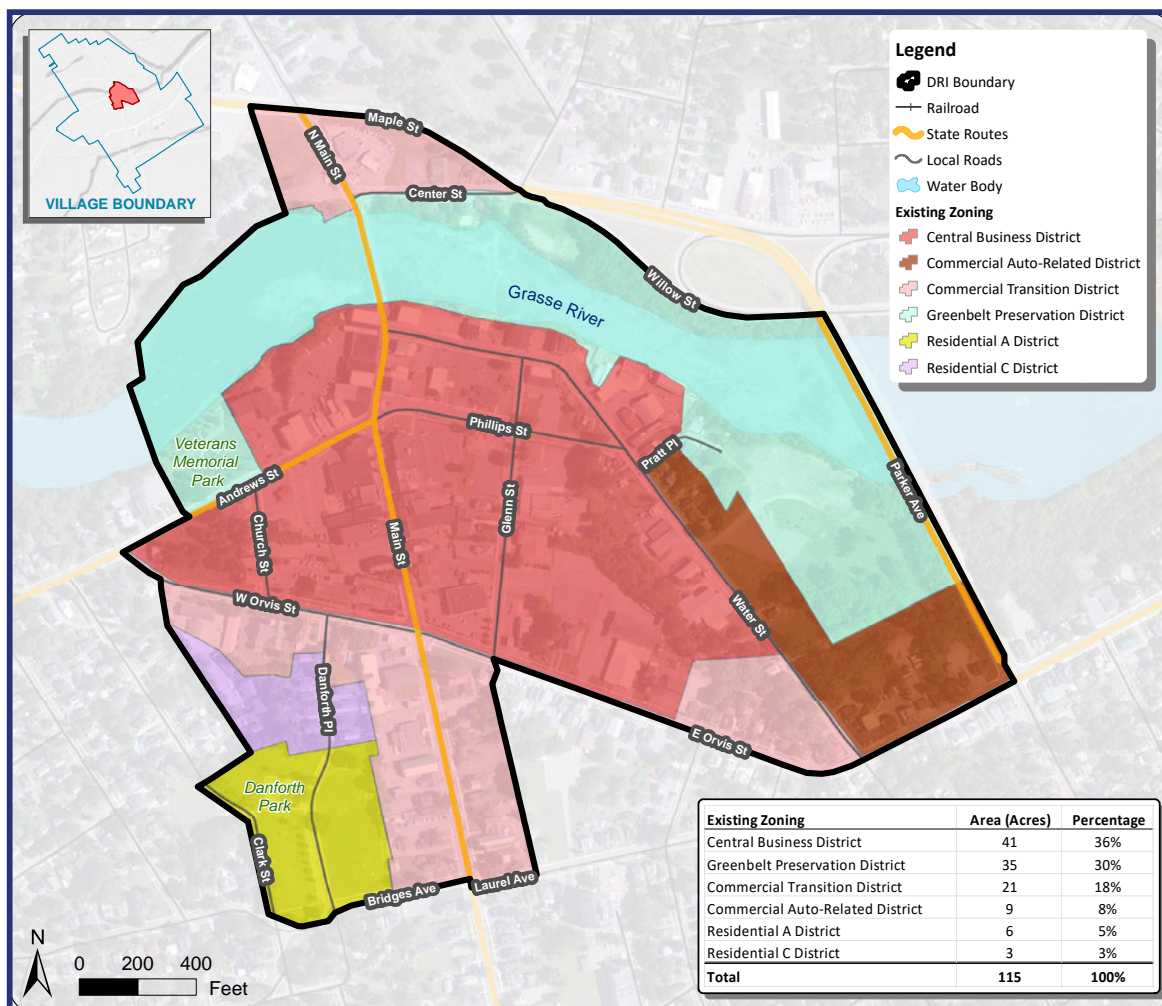 VILLAGE BOUNDARY
Legend
DRI Boundary
Railroad
State Routes
Local Roads
Water Body
Existing Zoning
Central Business District
Commercial Auto-Related District
Commercial Transition District
Greenbelt Preservation District
Residential A District
Residential C District
Maple St
N Main St
Center St
Willow St
Grasse River
Phillips St
Pratt Pl
Parker Ave
Veterans
Memorial
Park
Andrews St
Church St
Main St
Glenn St
W Orvis St
Water St
Danforth Pl
E Orvis St
Danforth
Park
Clark St
Bridges Ave
Laurel Ave
N
0 200 400
Feet
Existing Zoning Area (Acres) Percentage
Central Business District 41 36%
Greenbelt Preservation District 35 30%
Commercial Transition District 21 18%
Commercial Auto-Related District 9 8%
Residential A District 6 5%
Residential C District 3 3%
Total 115 100%